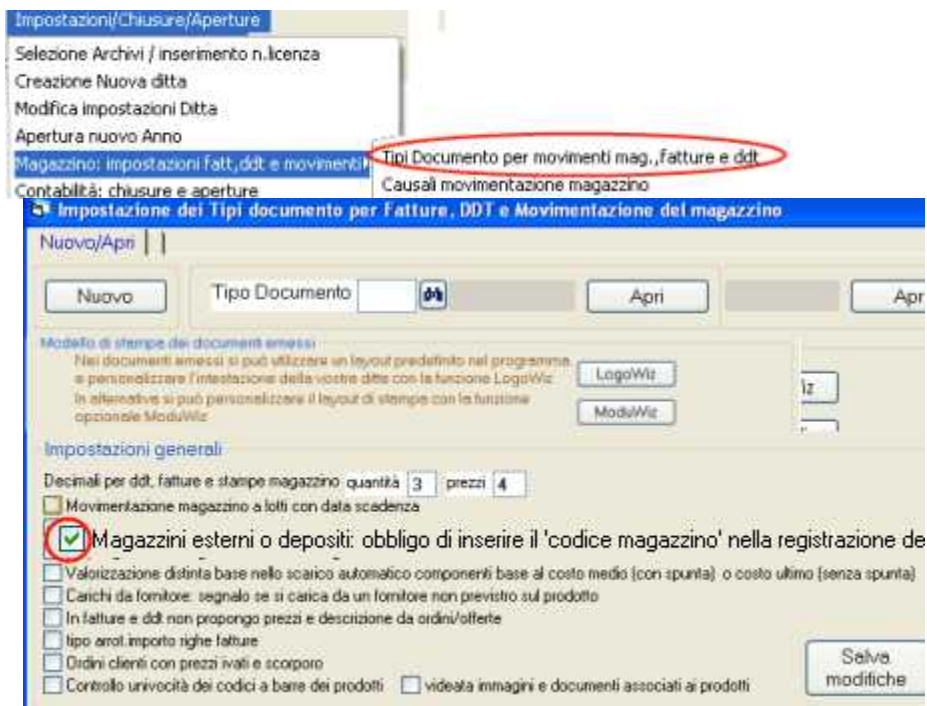 Impostazioni/Chiusure/Aperture
Selezione Archivi / inserimento n.licenza
Creazione Nuova ditta
Modifica impostazioni Ditta
Apertura nuovo Anno
Magazzino: impostazioni fatt,ddt e movimenti
Tipi Documento per movimenti mag.,fatture e ddt
Contabilità: chiusure e aperture
Causali movimentazione magazzino
Impostazione dei Tipi documento per Fatture, DDT e Movimentazione del magazzino
Nuovo/Apri
Nuovo Tipo Documento Apri Apr
Modello di stampa dei documenti emessi
Nei documenti emessi si può utilizzare un layout predefinito nel programma
e personalizzare l'intestazione della vostra ditta con la funzione LogoWiz
In alternativa si può personalizzare il layout di stampa con la funzione
opzionale ModuWiz
LogoWiz
iz
ModuWiz
Impostazioni generali
Decimali per ddt, fatture e stampe magazzino quantità 3 prezzi 4
Movimentazione magazzino a lotti con data scadenza
Magazzini esterni o depositi: obbligo di inserire il 'codice magazzino' nella registrazione de
Valorizzazione distinta base nello scarico automatico componenti base al costo medio (con spunta) o costo ultimo (senza spunta)
Carichi da fornitore: segnalo se si carica da un fornitore non previstro sul prodotto
In fatture e ddt non propongo prezzi e descrizione da ordini/offerte
tipo arrot.importo righe fatture
Ordini clienti con prezzi ivati e scorporo
Controllo univocità dei codici a barre dei prodotti videata immagini e documenti associati ai prodotti
Salva
modifiche